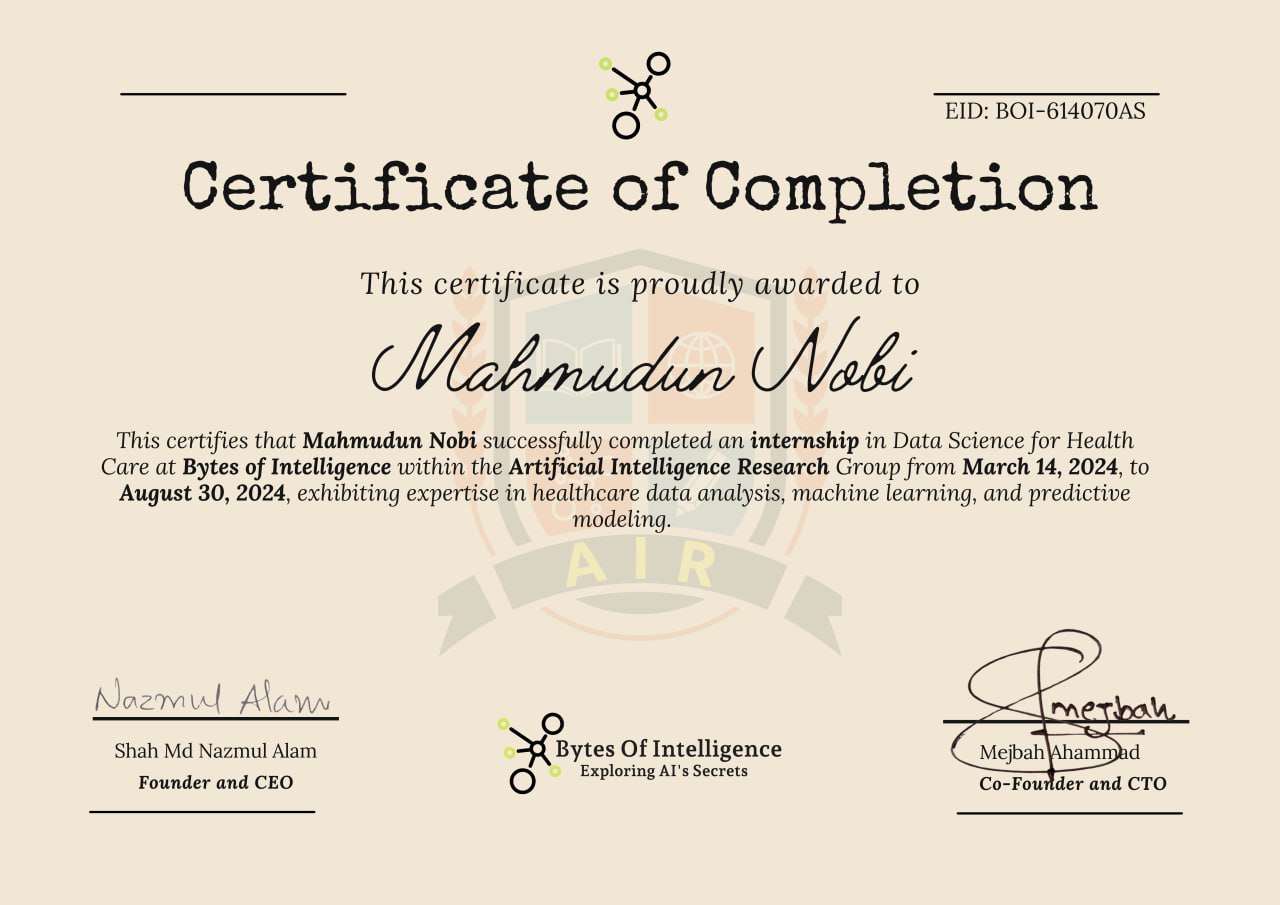 EID: BOI-614070AS
Certificate of Completion
This certificate is proudly awarded to
Mahmudun Nobi
This certifies that Mahmudun Nobi successfully completed an internship in Data Science for Health
Care at Bytes of Intelligence within the Artificial Intelligence Research Group from March 14, 2024, to
August 30, 2024, exhibiting expertise in healthcare data analysis, machine learning, and predictive
modeling.
AIR
Nazmul Alam
Shah Md Nazmul Alam
Founder and CEO
Bytes Of Intelligence
Exploring AI's Secrets
mejbah
Mejbah Ahammad
Co-Founder and CTO